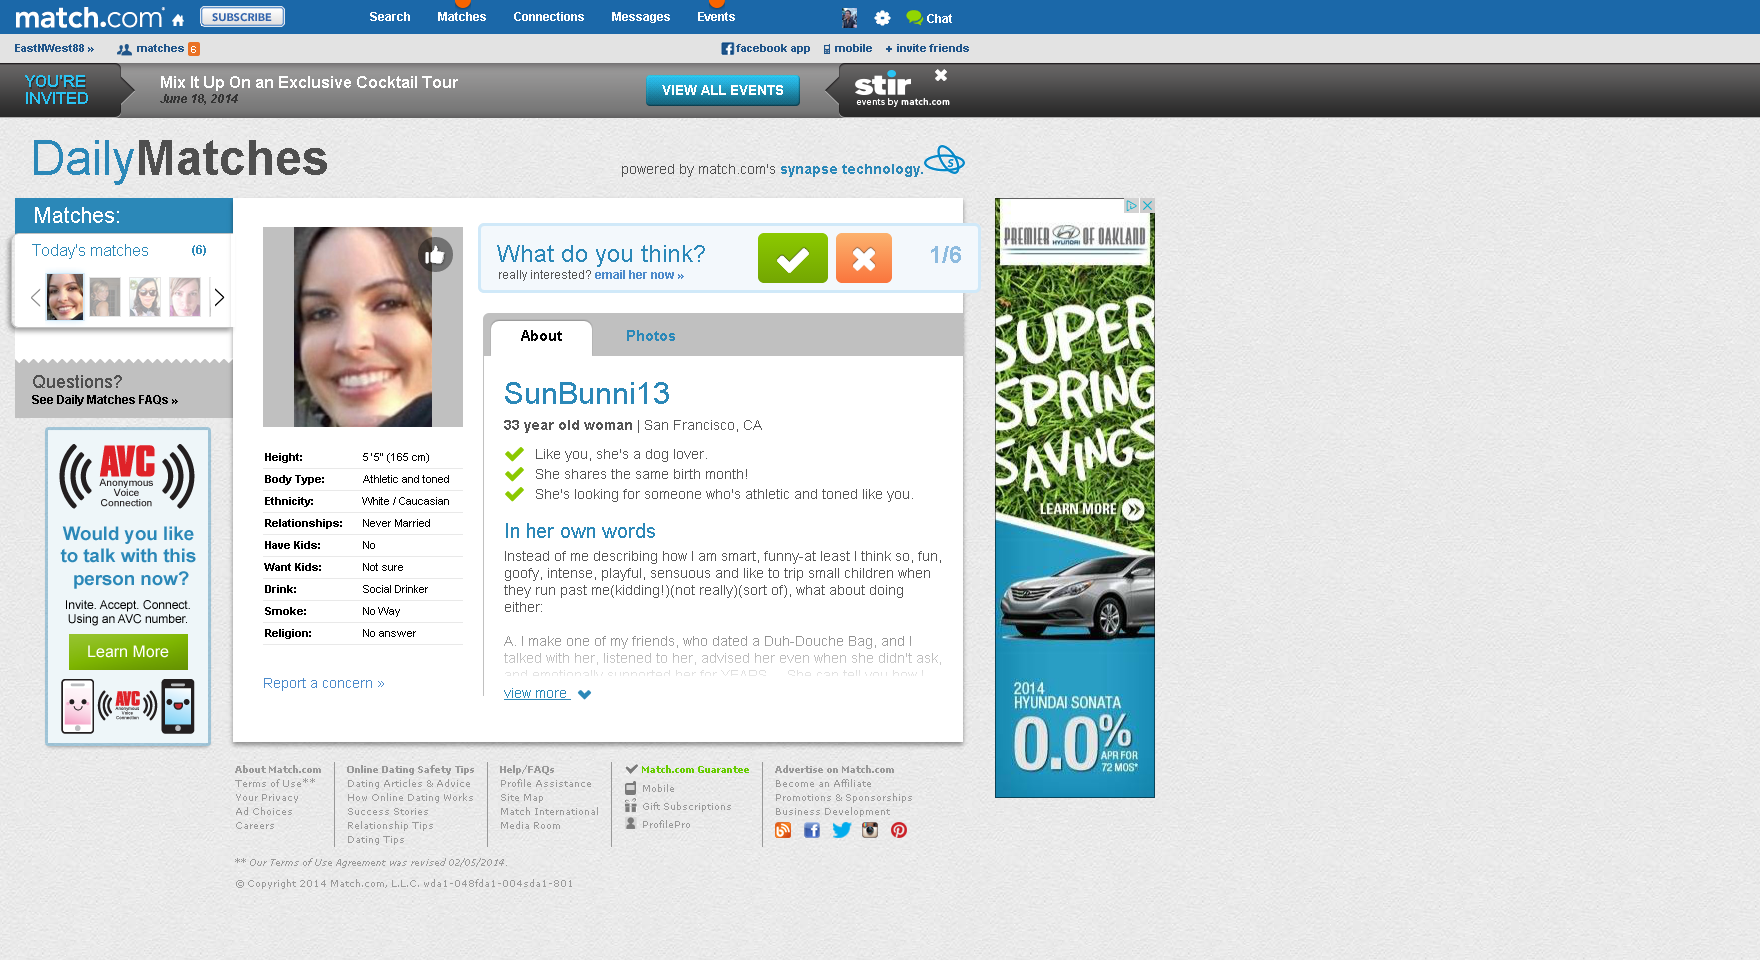 match.com
SUBSCRIBE
Search
Matches
Connections
Messages
Events
Chat
EastNWest88 »
matches 6
facebook app
mobile
+ invite friends
YOU'RE
INVITED
Mix It Up On an Exclusive Cocktail Tour
June 18, 2014
VIEW ALL EVENTS
stir
events by match.com
DailyMatches
powered by match.com's synapse technology.
Matches:
Today's matches (6)
Questions?
See Daily Matches FAQs »
AVC
Anonymous
Voice
Connection
Would you like
to talk with this
person now?
Invite. Accept. Connect.
Using an AVC number.
Learn More
AVC
Anonymous
Voice
Connection
Height: 5'5" (165 cm)
Body Type: Athletic and toned
Ethnicity: White / Caucasian
Relationships: Never Married
Have Kids: No
Want Kids: Not sure
Drink: Social Drinker
Smoke: No Way
Religion: No answer
Report a concern »
What do you think?
really interested? email her now »
1/6
About
Photos
SunBunni13
33 year old woman | San Francisco, CA
Like you, she's a dog lover.
She shares the same birth month!
She's looking for someone who's athletic and toned like you.
In her own words
Instead of me describing how I am smart, funny-at least I think so, fun,
goofy, intense, playful, sensuous and like to trip small children when
they run past me(kidding!)(not really)(sort of), what about doing
either:
A. I make one of my friends, who dated a Duh-Douche Bag, and I
talked with her, listened to her, advised her even when she didn't ask,
and emotionally supported her for YEARS... She can tell you how I
view more
PREMIER HYUNDAI OF OAKLAND
SUPER
SPRING
SAVINGS
LEARN MORE
2014
HYUNDAI SONATA
0.0%
APR FOR
72 MOS*
About Match.com
Terms of Use**
Your Privacy
Ad Choices
Careers
Online Dating Safety Tips
Dating Articles & Advice
How Online Dating Works
Success Stories
Relationship Tips
Dating Tips
Help/FAQs
Profile Assistance
Site Map
Match International
Media Room
Match.com Guarantee
Mobile
Gift Subscriptions
ProfilePro
Advertise on Match.com
Become an Affiliate
Promotions & Sponsorships
Business Development
** Our Terms of Use Agreement was revised 02/05/2014.
© Copyright 2014 Match.com, L.L.C. wda1-048fda1-004sda1-801